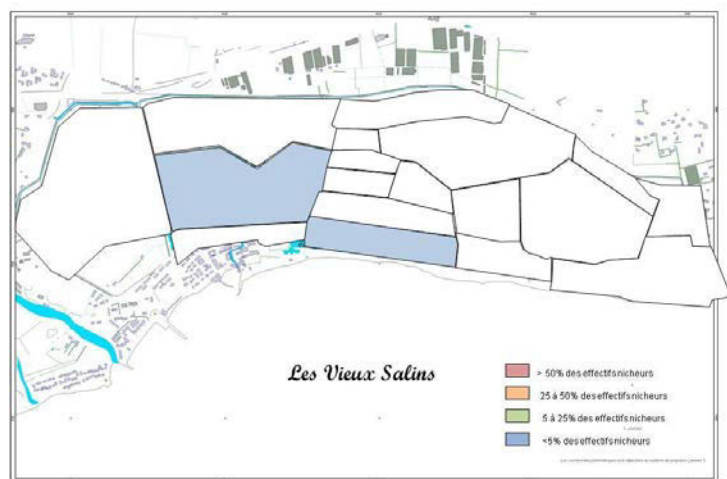 Les Vieux Salins
> 50% des effectifs nicheurs
25 à 50% des effectifs nicheurs
5 à 25% des effectifs nicheurs
<5% des effectifs nicheurs